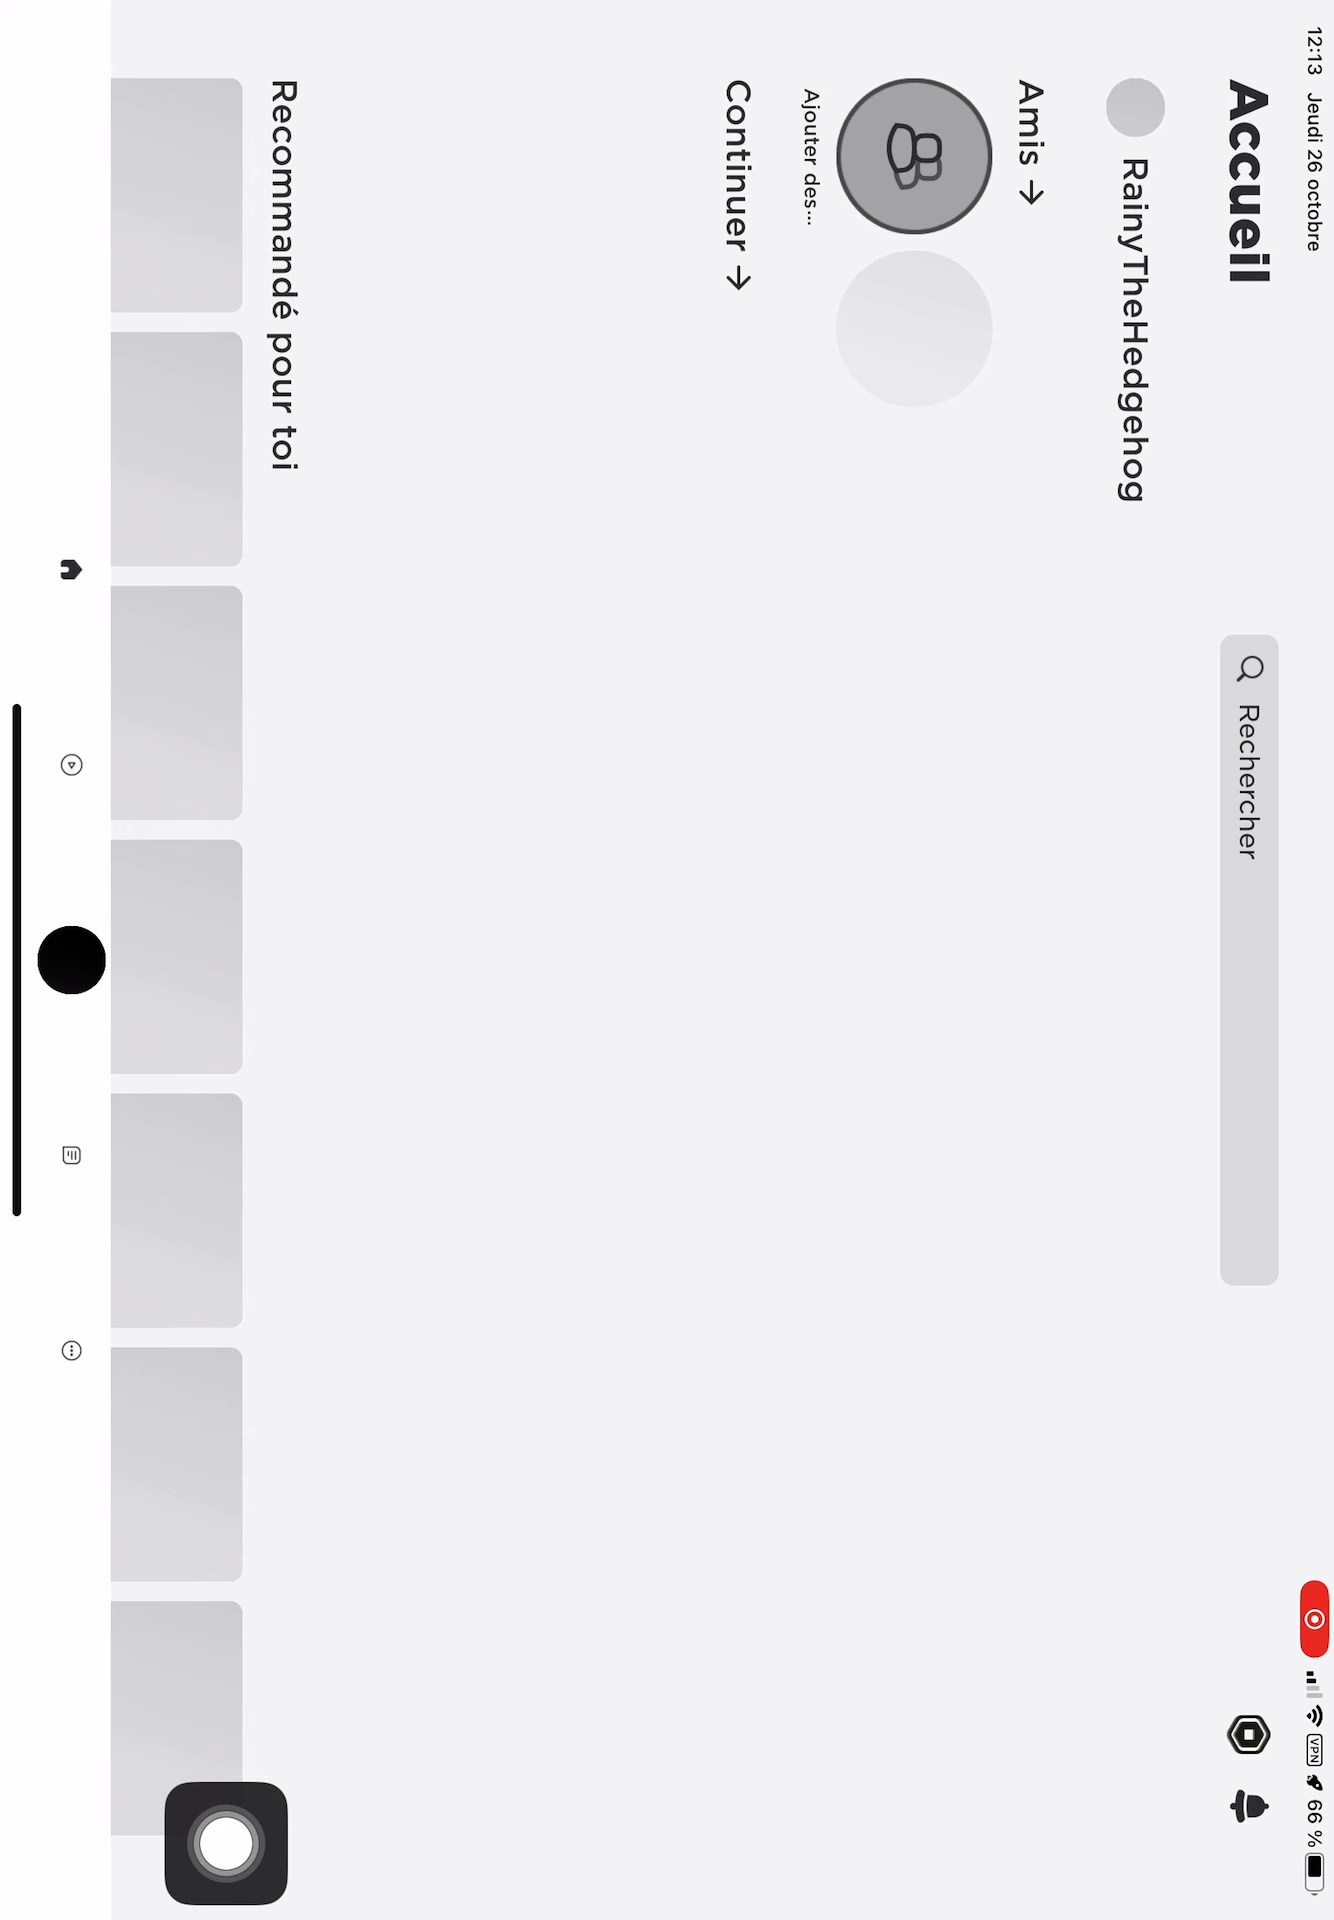 12:13 Jeudi 26 octobre
VPN 66 %
Accueil
Rechercher
RainyTheHedgehog
Amis →
Ajouter des...
Continuer →
Recommandé pour toi